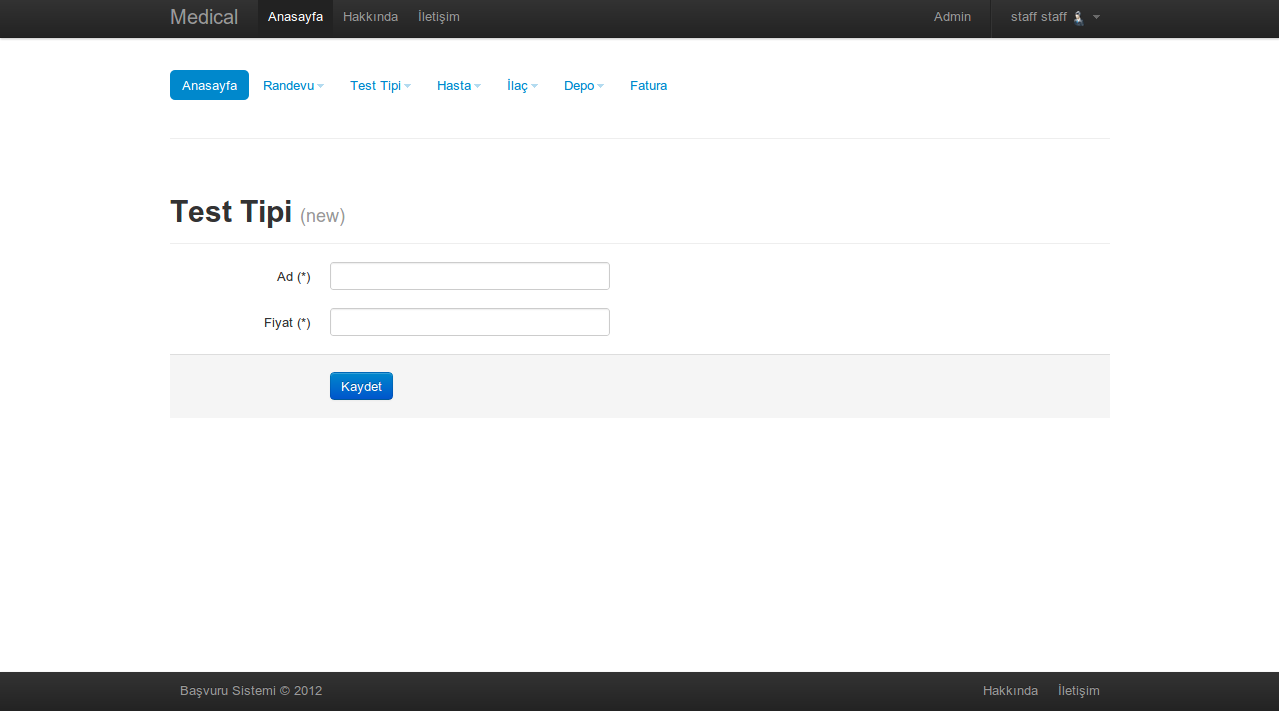 Medical Anasayfa Hakkında İletişim Admin staff staff
Anasayfa Randevu Test Tipi Hasta İlaç Depo Fatura
Test Tipi (new)
Ad (*)
Fiyat (*)
Kaydet
Başvuru Sistemi © 2012 Hakkında İletişim